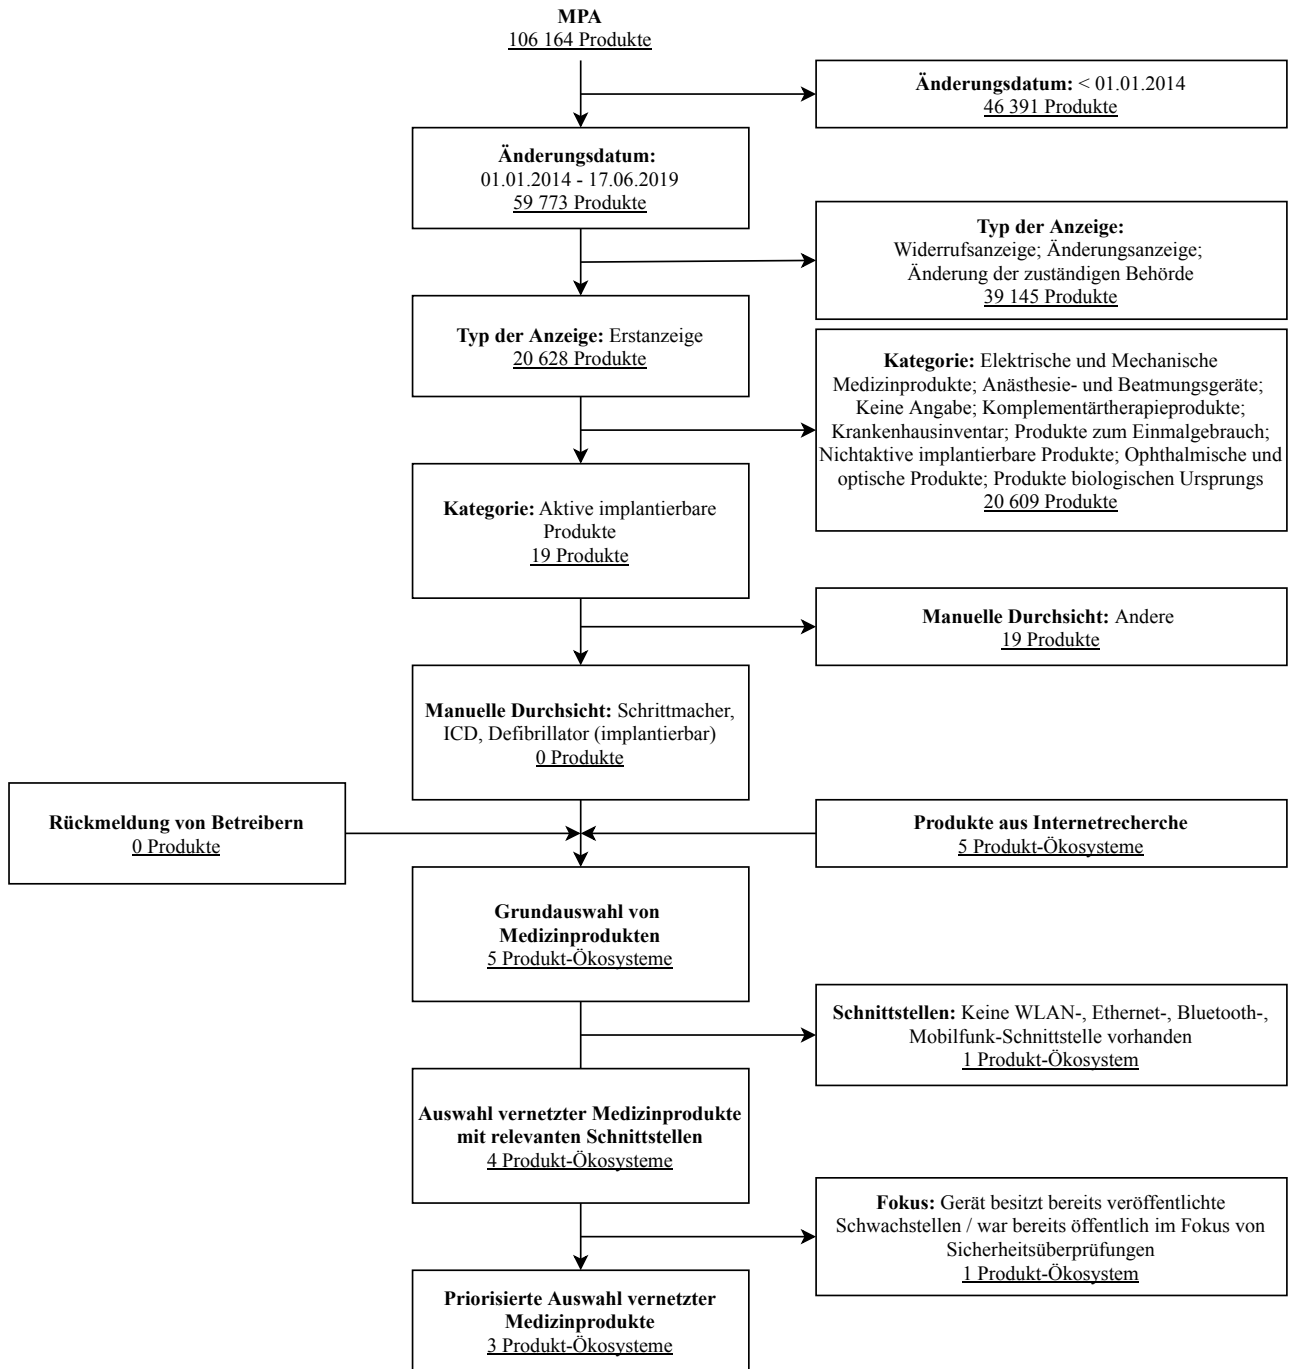 MPA
106 164 Produkte
Änderungsdatum: < 01.01.2014
46 391 Produkte
Änderungsdatum:
01.01.2014 - 17.06.2019
59 773 Produkte
Typ der Anzeige:
Widerrufsanzeige; Änderungsanzeige;
Änderung der zuständigen Behörde
39 145 Produkte
Typ der Anzeige: Erstanzeige
20 628 Produkte
Kategorie: Elektrische und Mechanische
Medizinprodukte; Anästhesie- und Beatmungsgeräte;
Keine Angabe; Komplementärtherapieprodukte;
Krankenhausinventar; Produkte zum Einmalgebrauch;
Nichtaktive implantierbare Produkte; Ophthalmische und
optische Produkte; Produkte biologischen Ursprungs
20 609 Produkte
Kategorie: Aktive implantierbare
Produkte
19 Produkte
Manuelle Durchsicht: Andere
19 Produkte
Manuelle Durchsicht: Schrittmacher,
ICD, Defibrillator (implantierbar)
0 Produkte
Rückmeldung von Betreibern
0 Produkte
Produkte aus Internetrecherche
5 Produkt-Ökosysteme
Grundauswahl von
Medizinprodukten
5 Produkt-Ökosysteme
Schnittstellen: Keine WLAN-, Ethernet-, Bluetooth-,
Mobilfunk-Schnittstelle vorhanden
1 Produkt-Ökosystem
Auswahl vernetzter Medizinprodukte
mit relevanten Schnittstellen
4 Produkt-Ökosysteme
Fokus: Gerät besitzt bereits veröffentlichte
Schwachstellen / war bereits öffentlich im Fokus von
Sicherheitsüberprüfungen
1 Produkt-Ökosystem
Priorisierte Auswahl vernetzter
Medizinprodukte
3 Produkt-Ökosysteme